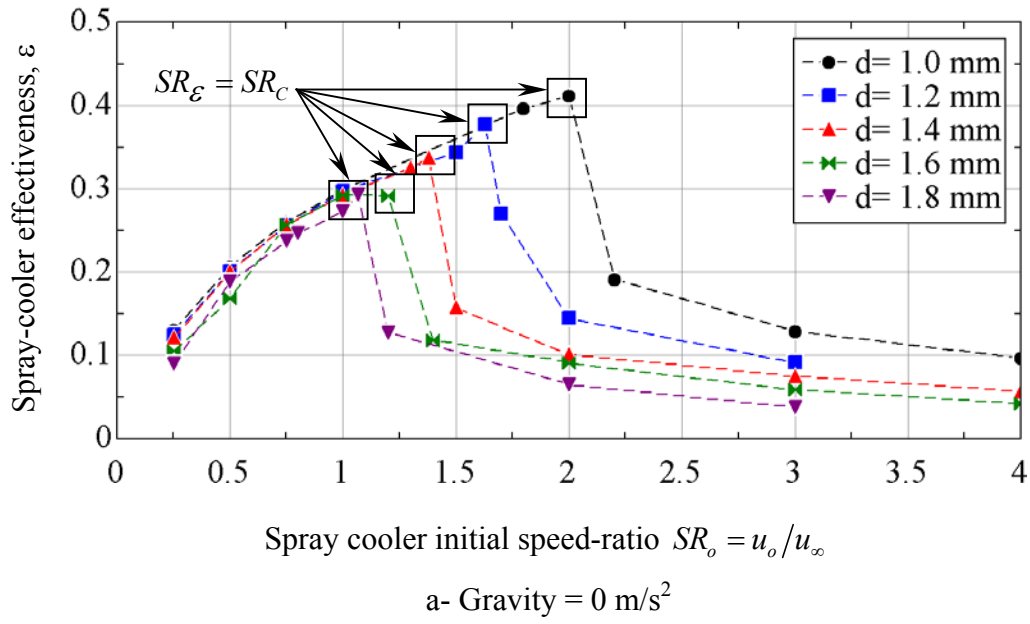 Spray-cooler effectiveness, ε
0.5
0.4
0.3
0.2
0.1
0
SR_ε = SR_C
d= 1.0 mm
d= 1.2 mm
d= 1.4 mm
d= 1.6 mm
d= 1.8 mm
0 0.5 1 1.5 2 2.5 3 3.5 4
Spray cooler initial speed-ratio SR_o = u_o/u_∞
a- Gravity = 0 m/s²